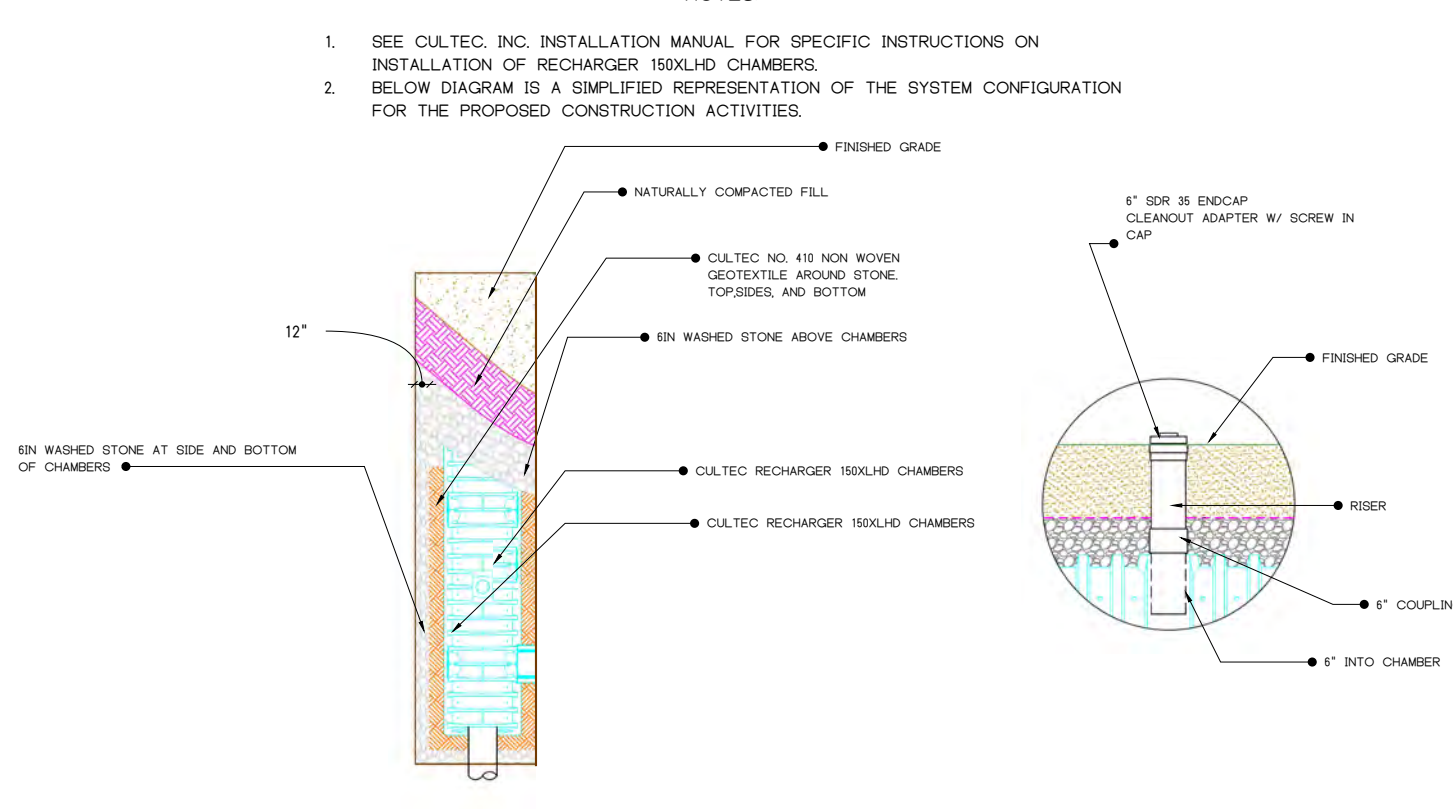 NOTES
1. SEE CULTEC. INC. INSTALLATION MANUAL FOR SPECIFIC INSTRUCTIONS ON
INSTALLATION OF RECHARGER 150XLHD CHAMBERS.
2. BELOW DIAGRAM IS A SIMPLIFIED REPRESENTATION OF THE SYSTEM CONFIGURATION
FOR THE PROPOSED CONSTRUCTION ACTIVITIES.
FINISHED GRADE
NATURALLY COMPACTED FILL
CULTEC NO. 410 NON WOVEN
GEOTEXTILE AROUND STONE.
TOP,SIDES, AND BOTTOM
12"
6IN WASHED STONE ABOVE CHAMBERS
6IN WASHED STONE AT SIDE AND BOTTOM
OF CHAMBERS
CULTEC RECHARGER 150XLHD CHAMBERS
CULTEC RECHARGER 150XLHD CHAMBERS
6" SDR 35 ENDCAP
CLEANOUT ADAPTER W/ SCREW IN
CAP
FINISHED GRADE
RISER
6" COUPLIN
6" INTO CHAMBER